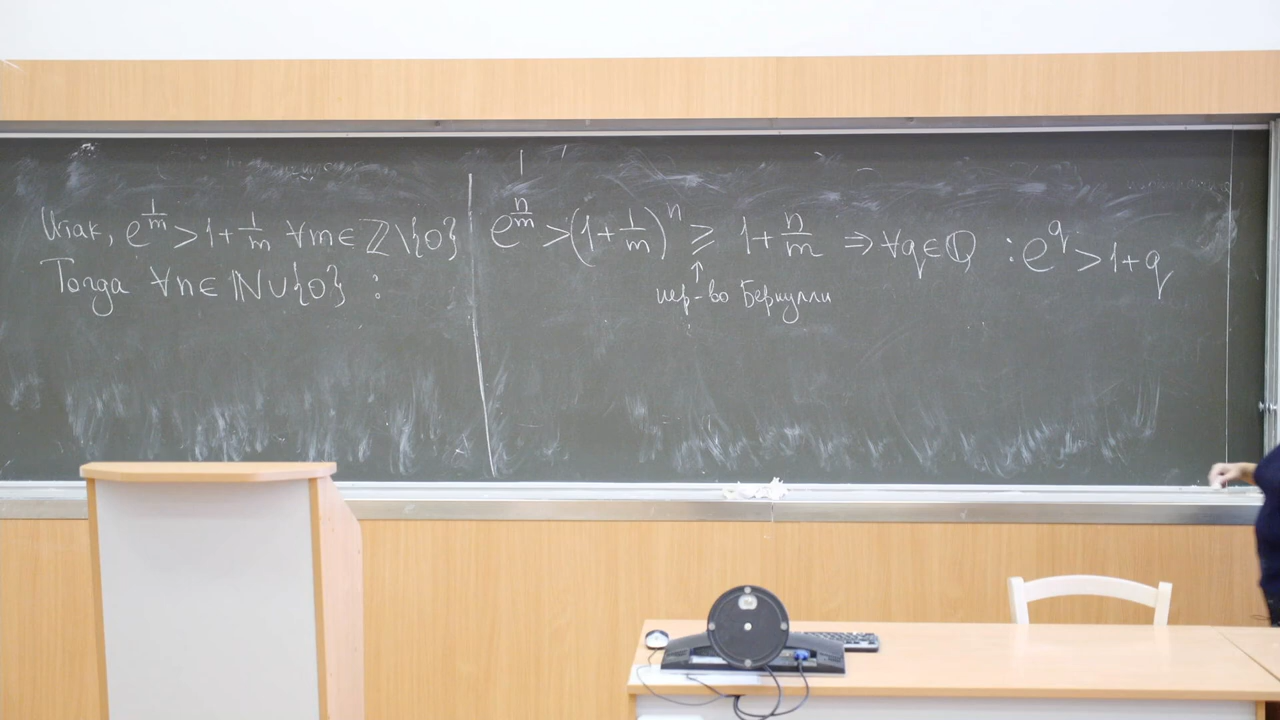 Итак, e^{1/m} > 1 + 1/m ∀m ∈ ℤ\{0}
Тогда ∀n ∈ ℕ∪{0} :
e^{n/m} > (1 + 1/m)^n ⩾ 1 + n/m ⇒ ∀q ∈ ℚ : e^q > 1+q
↑
нер-во Бернулли